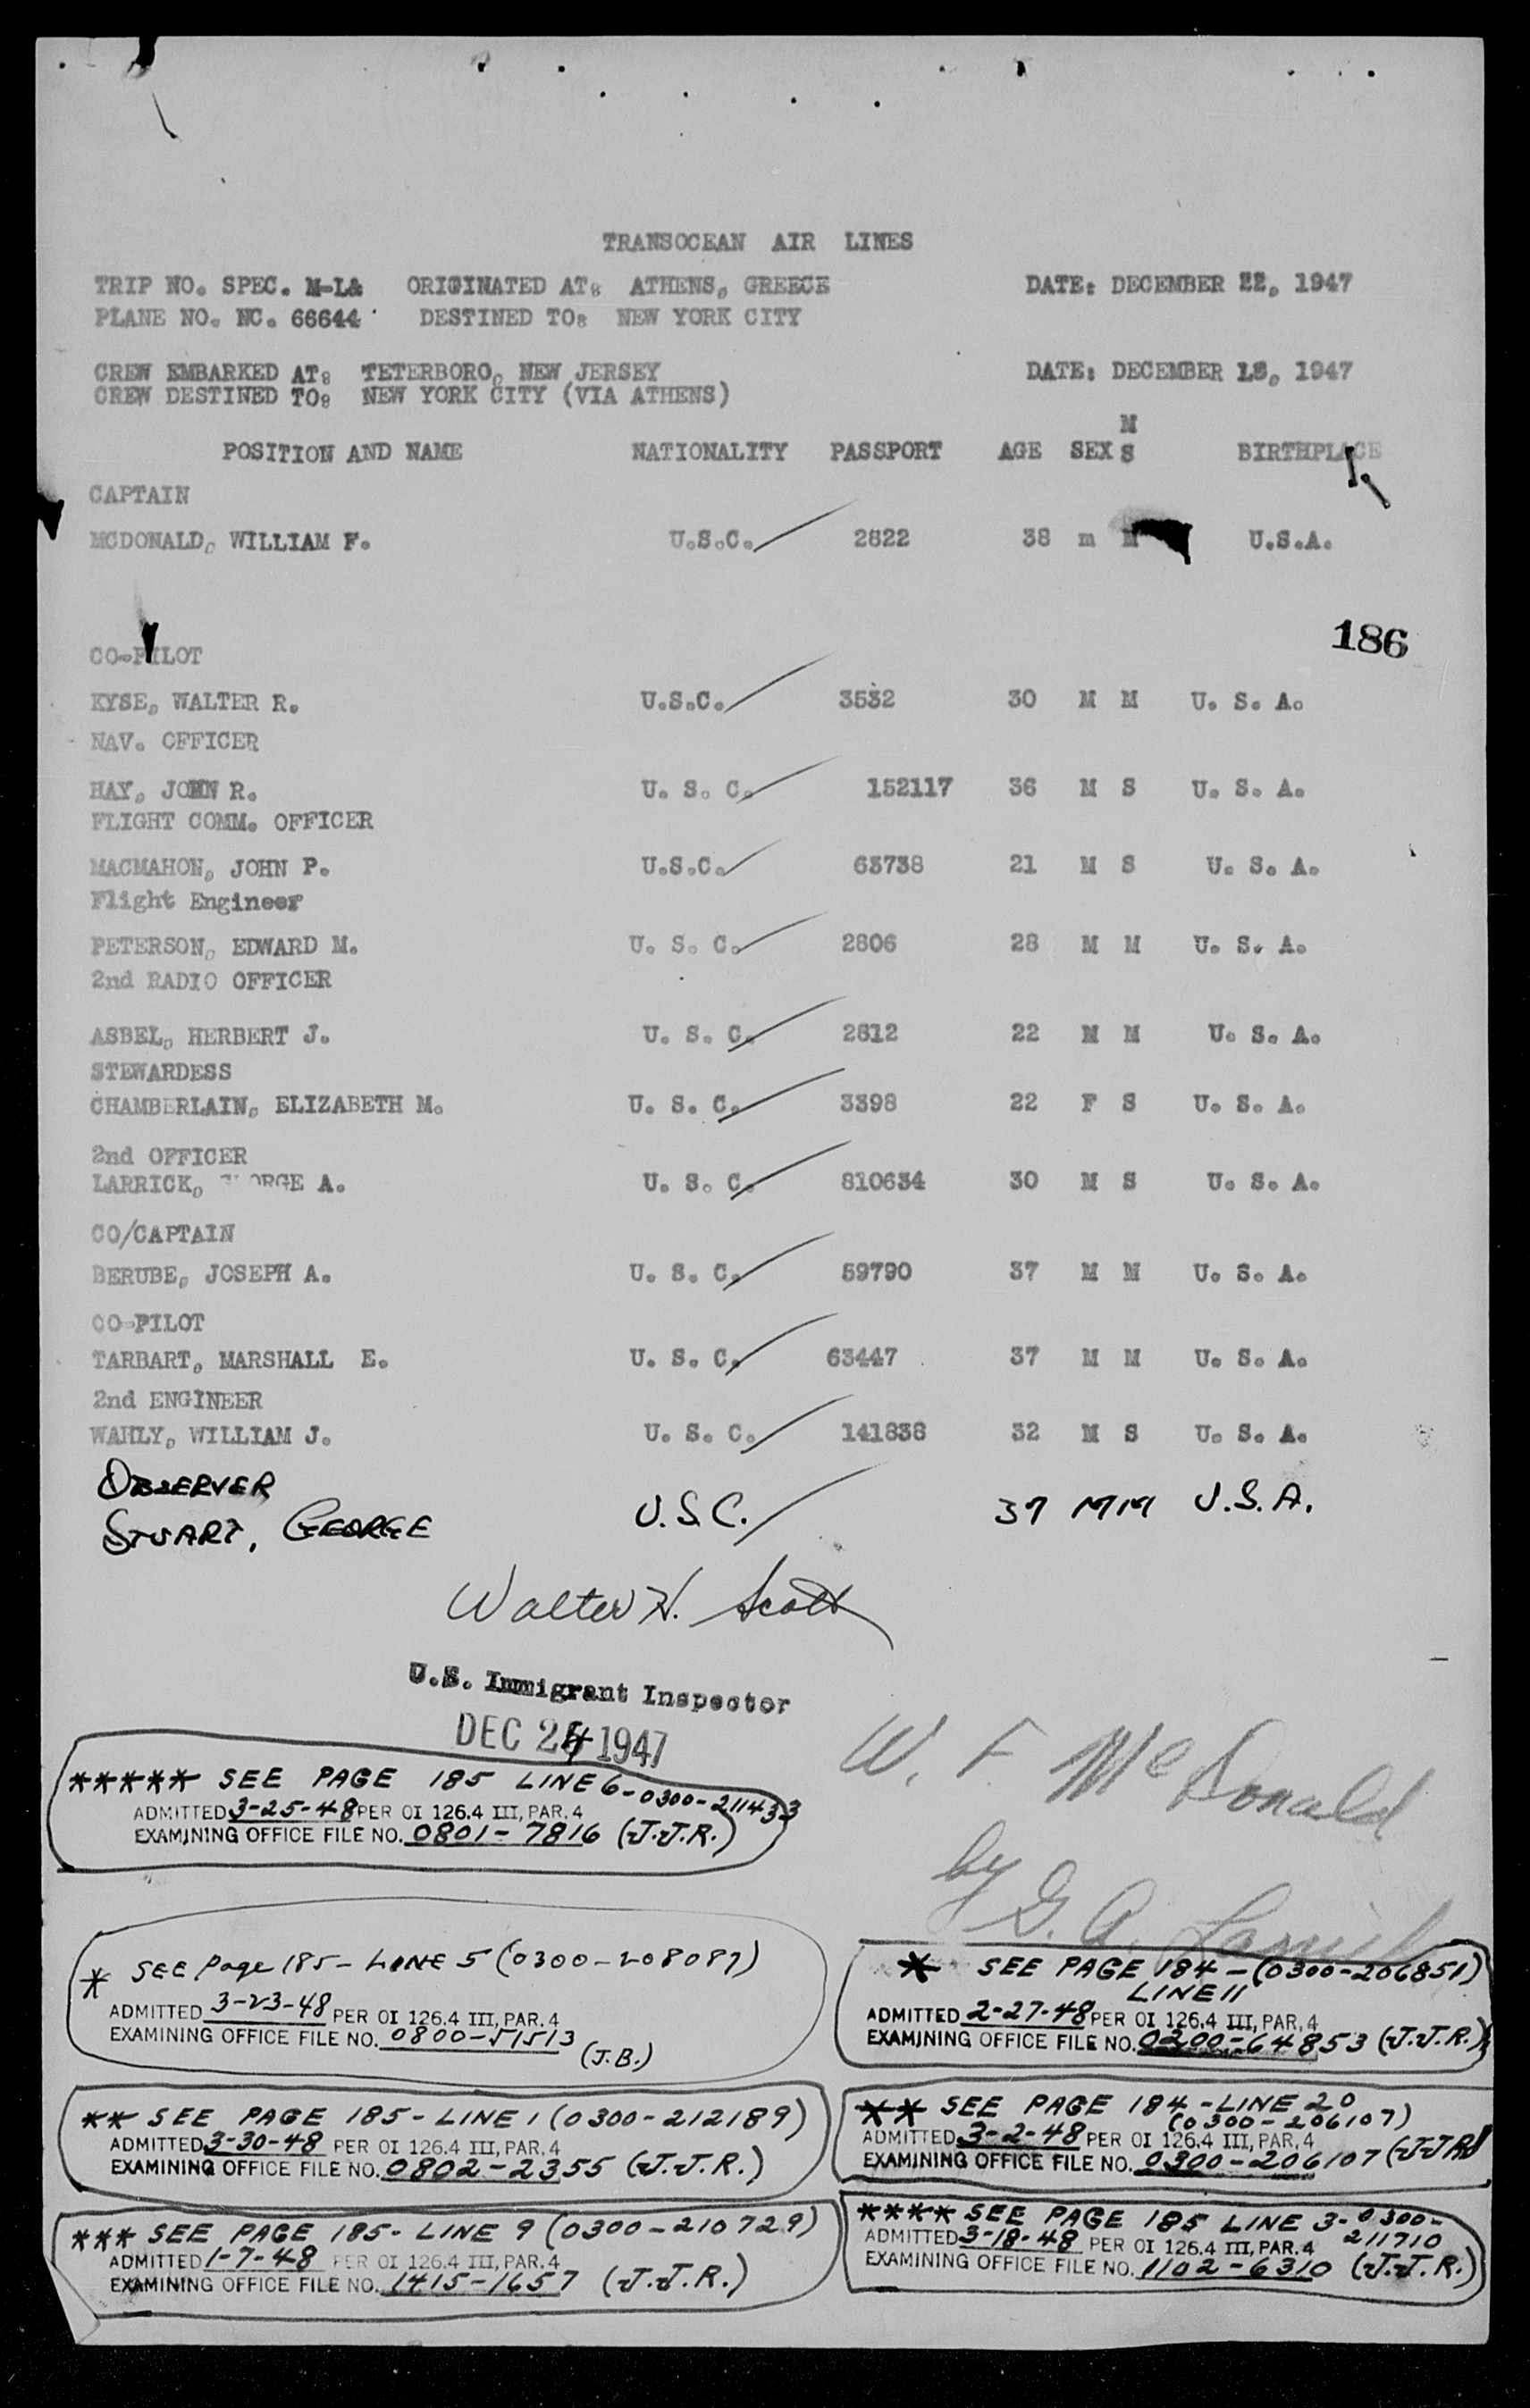 TRANSOCEAN AIR LINES
TRIP NO. SPEC. M-L& ORIGINATED AT: ATHENS, GREECE DATE: DECEMBER 22, 1947
PLANE NO. NC. 66644 DESTINED TO: NEW YORK CITY
CREW EMBARKED AT: TETERBORO, NEW JERSEY DATE: DECEMBER 18, 1947
CREW DESTINED TO: NEW YORK CITY (VIA ATHENS)
M
POSITION AND NAME NATIONALITY PASSPORT AGE SEX S BIRTHPLACE
CAPTAIN
MCDONALD, WILLIAM F. U.S.C. 2822 38 m M U.S.A.
186
CO-PILOT
KYSE, WALTER R. U.S.C. 3532 30 M M U. S. A.
NAV. OFFICER
HAY, JOHN R. U. S. C. 152117 36 M S U. S. A.
FLIGHT COMM. OFFICER
MACMAHON, JOHN P. U.S.C. 63738 21 M S U. S. A.
Flight Engineer
PETERSON, EDWARD M. U. S. C. 2806 28 M M U. S. A.
2nd RADIO OFFICER
ASBEL, HERBERT J. U. S. C. 2812 22 M M U. S. A.
STEWARDESS
CHAMBERLAIN, ELIZABETH M. U. S. C. 3398 22 F S U. S. A.
2nd OFFICER
LARRICK, GEORGE A. U. S. C. 810634 30 M S U. S. A.
CO/CAPTAIN
BERUBE, JOSEPH A. U. S. C. 59790 37 M M U. S. A.
CO-PILOT
TARBART, MARSHALL E. U. S. C. 63447 37 M M U. S. A.
2nd ENGINEER
WAHLY, WILLIAM J. U. S. C. 141838 32 M S U. S. A.
OBSERVER
STUART, GEORGE U.S.C. 37 M M U.S.A.
Walter H. Scott
U.S. Immigrant Inspector
DEC 24 1947
W. F. McDonald
by G. A. Larrick
***** SEE PAGE 185 LINE 6-0300-211433
ADMITTED 3-25-48 PER OI 126.4 III, PAR. 4
EXAMINING OFFICE FILE NO. 0801-7816 (J.J.R.)
* SEE Page 185- LINE 5 (0300-208087)
ADMITTED 3-23-48 PER OI 126.4 III, PAR. 4
EXAMINING OFFICE FILE NO. 0800-51513 (J.B.)
* SEE PAGE 184-(0300-206851)
LINE 11
ADMITTED 2-27-48 PER OI 126.4 III, PAR. 4
EXAMINING OFFICE FILE NO. 0300-64853 (J.J.R.)
** SEE PAGE 185-LINE 1 (0300-212189)
ADMITTED 3-30-48 PER OI 126.4 III, PAR. 4
EXAMINING OFFICE FILE NO. 0802-2355 (J.J.R.)
** SEE PAGE 184-LINE 20
(0300-206107)
ADMITTED 3-2-48 PER OI 126.4 III, PAR. 4
EXAMINING OFFICE FILE NO. 0300-206107 (JJR)
*** SEE PAGE 185- LINE 9 (0300-210729)
ADMITTED 1-7-48 PER OI 126.4 III, PAR. 4
EXAMINING OFFICE FILE NO. 1415-1657 (J.J.R.)
**** SEE PAGE 185 LINE 3-0300-
211710
ADMITTED 3-18-48 PER OI 126.4 III, PAR. 4
EXAMINING OFFICE FILE NO. 1102-6310 (J.J.R.)